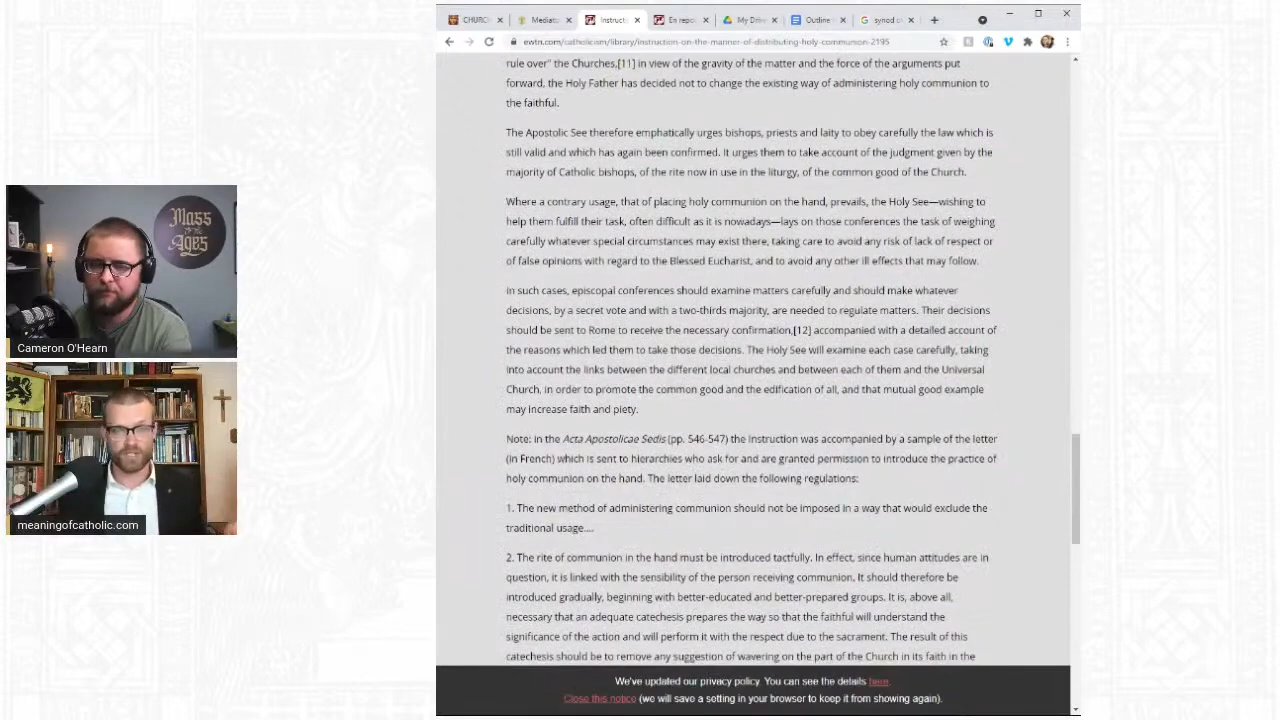 CHURCH
Mediato
Instruct
En repo
My Driv
Outline
synod o
ewtn.com/catholicism/library/instruction-on-the-manner-of-distributing-holy-communion-2195
rule over" the Churches,[11] in view of the gravity of the matter and the force of the arguments put
forward, the Holy Father has decided not to change the existing way of administering holy communion to
the faithful.
The Apostolic See therefore emphatically urges bishops, priests and laity to obey carefully the law which is
still valid and which has again been confirmed. It urges them to take account of the judgment given by the
majority of Catholic bishops, of the rite now in use in the liturgy, of the common good of the Church.
Where a contrary usage, that of placing holy communion on the hand, prevails, the Holy See—wishing to
help them fulfill their task, often difficult as it is nowadays—lays on those conferences the task of weighing
carefully whatever special circumstances may exist there, taking care to avoid any risk of lack of respect or
of false opinions with regard to the Blessed Eucharist, and to avoid any other ill effects that may follow.
In such cases, episcopal conferences should examine matters carefully and should make whatever
decisions, by a secret vote and with a two-thirds majority, are needed to regulate matters. Their decisions
should be sent to Rome to receive the necessary confirmation,[12] accompanied with a detailed account of
the reasons which led them to take those decisions. The Holy See will examine each case carefully, taking
into account the links between the different local churches and between each of them and the Universal
Church, in order to promote the common good and the edification of all, and that mutual good example
may increase faith and piety.
Note: in the Acta Apostolicae Sedis (pp. 546-547) the Instruction was accompanied by a sample of the letter
(in French) which is sent to hierarchies who ask for and are granted permission to introduce the practice of
holy communion on the hand. The letter laid down the following regulations:
1. The new method of administering communion should not be imposed in a way that would exclude the
traditional usage....
2. The rite of communion in the hand must be introduced tactfully. In effect, since human attitudes are in
question, it is linked with the sensibility of the person receiving communion. It should therefore be
introduced gradually, beginning with better-educated and better-prepared groups. It is, above all,
necessary that an adequate catechesis prepares the way so that the faithful will understand the
significance of the action and will perform it with the respect due to the sacrament. The result of this
catechesis should be to remove any suggestion of wavering on the part of the Church in its faith in the
We've updated our privacy policy. You can see the details here.
Close this notice (we will save a setting in your browser to keep it from showing again).
Mass
of the
Ages
Cameron O'Hearn
meaningofcatholic.com